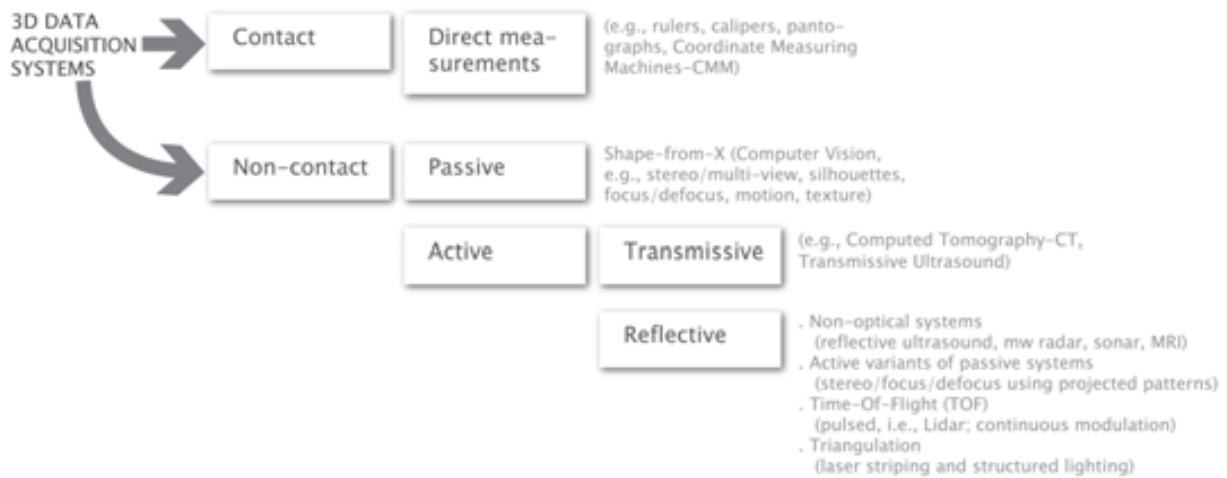 3D DATA
ACQUISITION
SYSTEMS
Contact
Direct mea-
surements
(e.g., rulers, calipers, panto-
graphs, Coordinate Measuring
Machines-CMM)
Non-contact
Passive
Shape-from-X (Computer Vision,
e.g., stereo/multi-view, silhouettes,
focus/defocus, motion, texture)
Active
Transmissive
(e.g., Computed Tomography-CT,
Transmissive Ultrasound)
Reflective
. Non-optical systems
(reflective ultrasound, mw radar, sonar, MRI)
. Active variants of passive systems
(stereo/focus/defocus using projected patterns)
. Time-Of-Flight (TOF)
(pulsed, i.e., Lidar; continuous modulation)
. Triangulation
(laser striping and structured lighting)